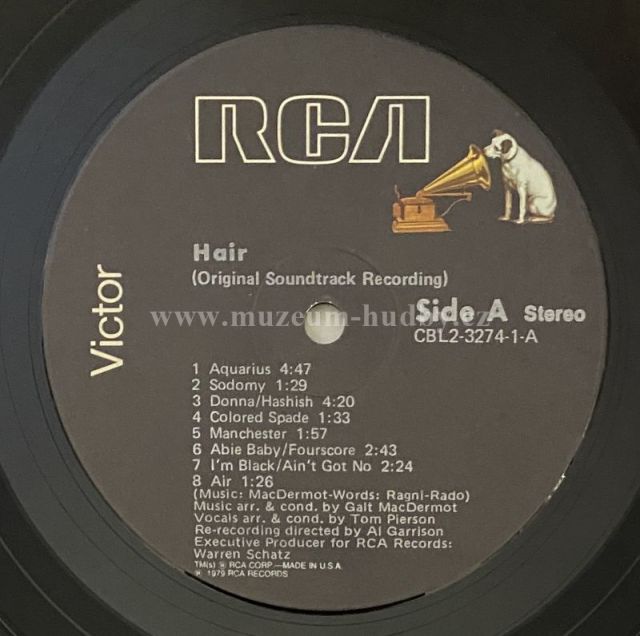 RCA
Hair
(Original Soundtrack Recording)
Victor
Side A Stereo
www.muzeum-hudby.cz
CBL2-3274-1-A
1 Aquarius 4:47
2 Sodomy 1:29
3 Donna/Hashish 4:20
4 Colored Spade 1:33
5 Manchester 1:57
6 Abie Baby/Fourscore 2:43
7 I'm Black/Ain't Got No 2:24
8 Air 1:26
(Music: MacDermot-Words: Ragni-Rado)
Music arr. & cond. by Galt MacDermot
Vocals arr. & cond. by Tom Pierson
Re-recording directed by Al Garrison
Executive Producer for RCA Records:
Warren Schatz
TM(s) ® RCA CORP.—MADE IN U.S.A.
℗ 1979 RCA RECORDS